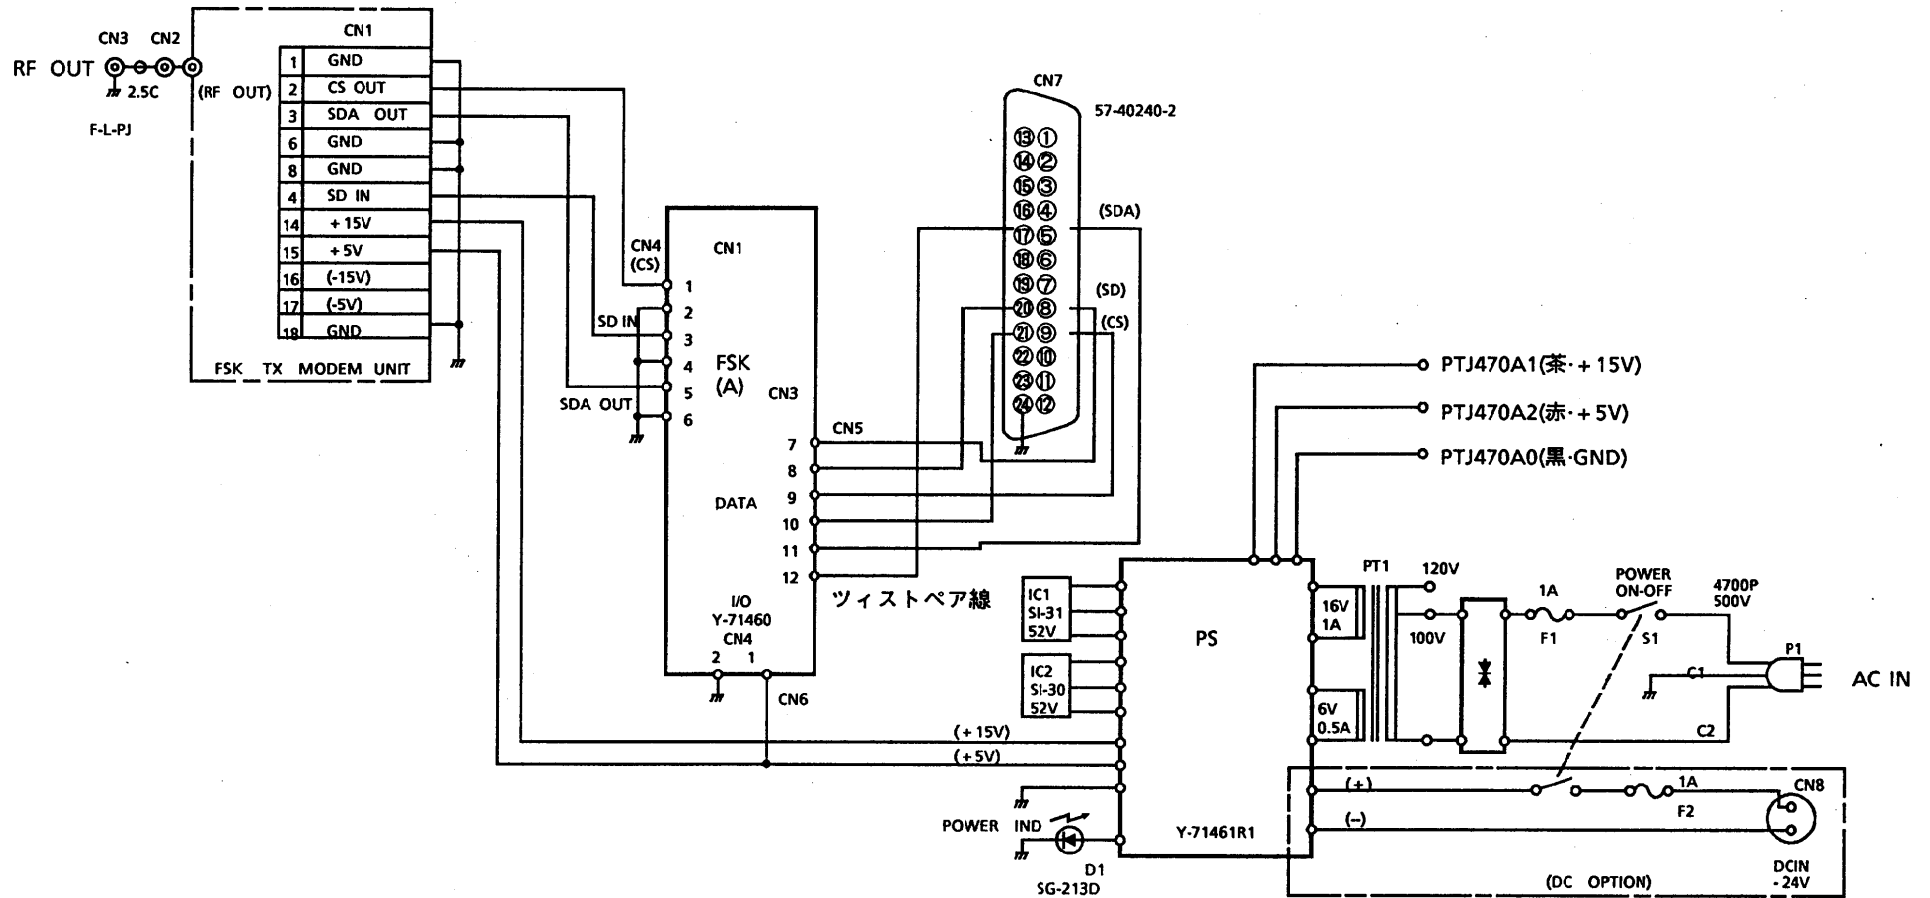 CN3 CN2
RF OUT
2.5C
F-L-PJ
(RF OUT)
CN1
1 GND
2 CS OUT
3 SDA OUT
6 GND
8 GND
4 SD IN
14 +15V
15 +5V
16 (-15V)
17 (-5V)
18 GND
FSK TX MODEM UNIT
CN4
(CS)
SD IN
SDA OUT
CN1
1
2
3
4
5
6
FSK
(A)
CN3
CN5
7
8
9
10
11
12
DATA
I/O
Y-71460
CN4
2 1
CN6
ツィストペア線
CN7
57-40240-2
⑬①
⑭②
⑮③
⑯④
⑰⑤
⑱⑥
⑲⑦
⑳⑧
㉑⑨
㉒⑩
㉓⑪
㉔⑫
(SDA)
(SD)
(CS)
PTJ470A1(茶·+15V)
PTJ470A2(赤·+5V)
PTJ470A0(黒·GND)
IC1
SI-31
52V
IC2
SI-30
52V
(+15V)
(+5V)
POWER IND
D1
SG-213D
PS
Y-71461R1
PT1
16V
1A
6V
0.5A
120V
100V
1A
F1
POWER
ON-OFF
S1
4700P
500V
C1
C2
P1
AC IN
(+)
(--)
1A
F2
CN8
DCIN
-24V
(DC OPTION)